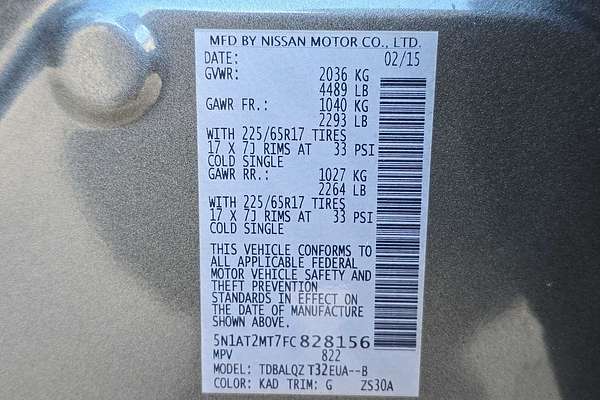 MFD BY NISSAN MOTOR CO., LTD.
DATE: 02/15
GVWR: 2036 KG
4489 LB
GAWR FR.: 1040 KG
2293 LB
WITH 225/65R17 TIRES
17 X 7J RIMS AT 33 PSI
COLD SINGLE
GAWR RR.: 1027 KG
2264 LB
WITH 225/65R17 TIRES
17 X 7J RIMS AT 33 PSI
COLD SINGLE
THIS VEHICLE CONFORMS TO
ALL APPLICABLE FEDERAL
MOTOR VEHICLE SAFETY AND
THEFT PREVENTION
STANDARDS IN EFFECT ON
THE DATE OF MANUFACTURE
SHOWN ABOVE.
5N1AT2MT7FC828156
MPV 822
MODEL: TDBALQZ T32EUA--B
COLOR: KAD TRIM: G ZS30A